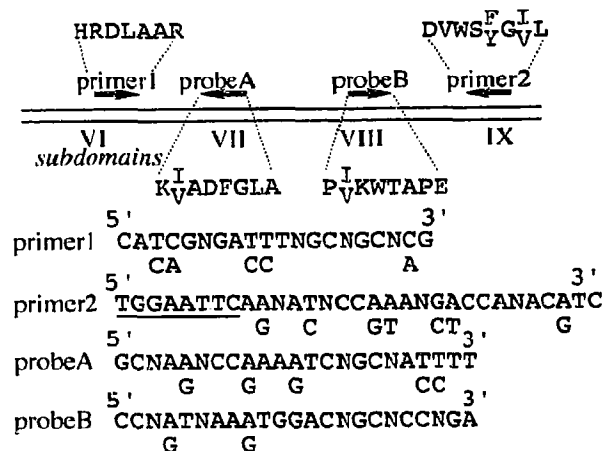 HRDLAAR
DVWS F/Y G I/V L
primer1 probeA probeB primer2
VI VII VIII IX
subdomains
K I/V ADFGLA
P I/V KWTAPE
5' 3'
primer1 CATCGNGATTTNGCNGCNCG
CA CC A
5' 3'
primer2 TGGAATTCAANATNCCAAANGACCANACATC
G C GT CT G
5' 3'
probeA GCNAANCCAAAATCNGCNATTTT
G G G CC
5' 3'
probeB CCNATNAAATGGACNGCNCCNGA
G G